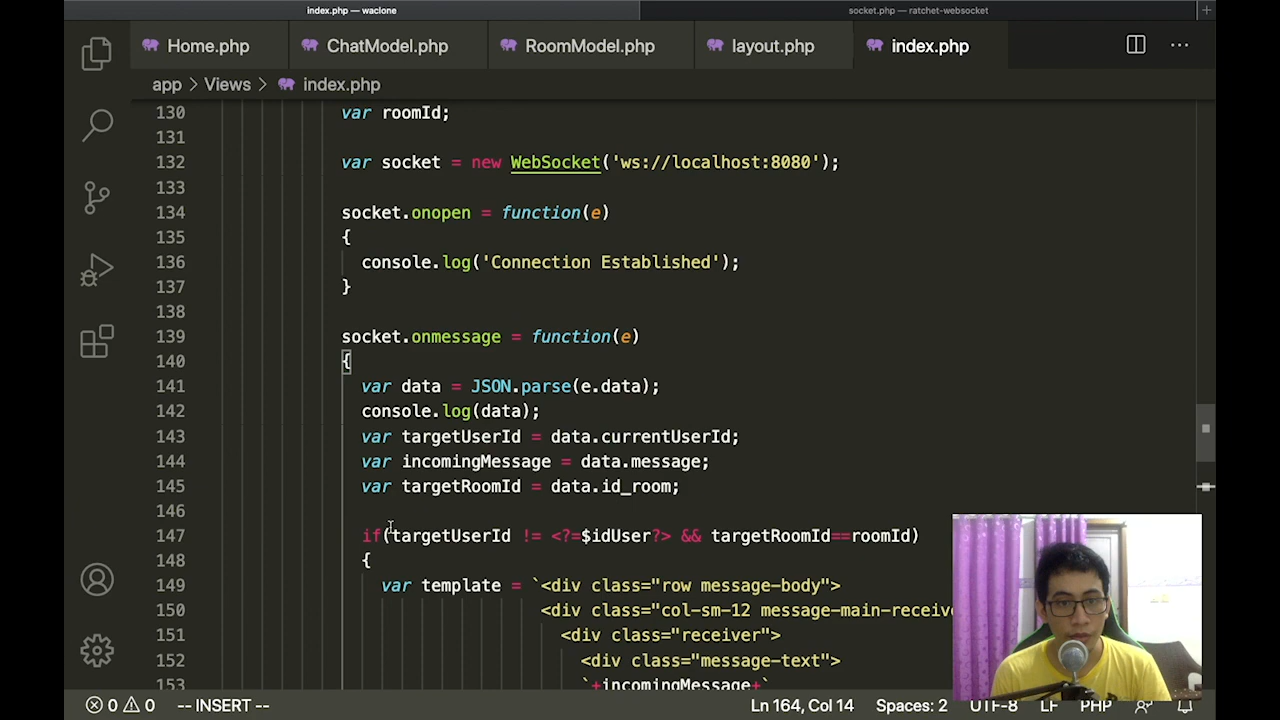 index.php — waclone
socket.php — ratchet-websocket
Home.php
ChatModel.php
RoomModel.php
layout.php
index.php
app > Views > index.php
130 var roomId;
131
132 var socket = new WebSocket('ws://localhost:8080');
133
134 socket.onopen = function(e)
135 {
136 console.log('Connection Established');
137 }
138
139 socket.onmessage = function(e)
140 {
141 var data = JSON.parse(e.data);
142 console.log(data);
143 var targetUserId = data.currentUserId;
144 var incomingMessage = data.message;
145 var targetRoomId = data.id_room;
146
147 if(targetUserId != <?=$idUser?> && targetRoomId==roomId)
148 {
149 var template = `<div class="row message-body">
150 <div class="col-sm-12 message-main-receive
151 <div class="receiver">
152 <div class="message-text">
153 `+incomingMessage+`
0 0 -- INSERT -- Ln 164, Col 14 Spaces: 2 UTF-8 LF PHP